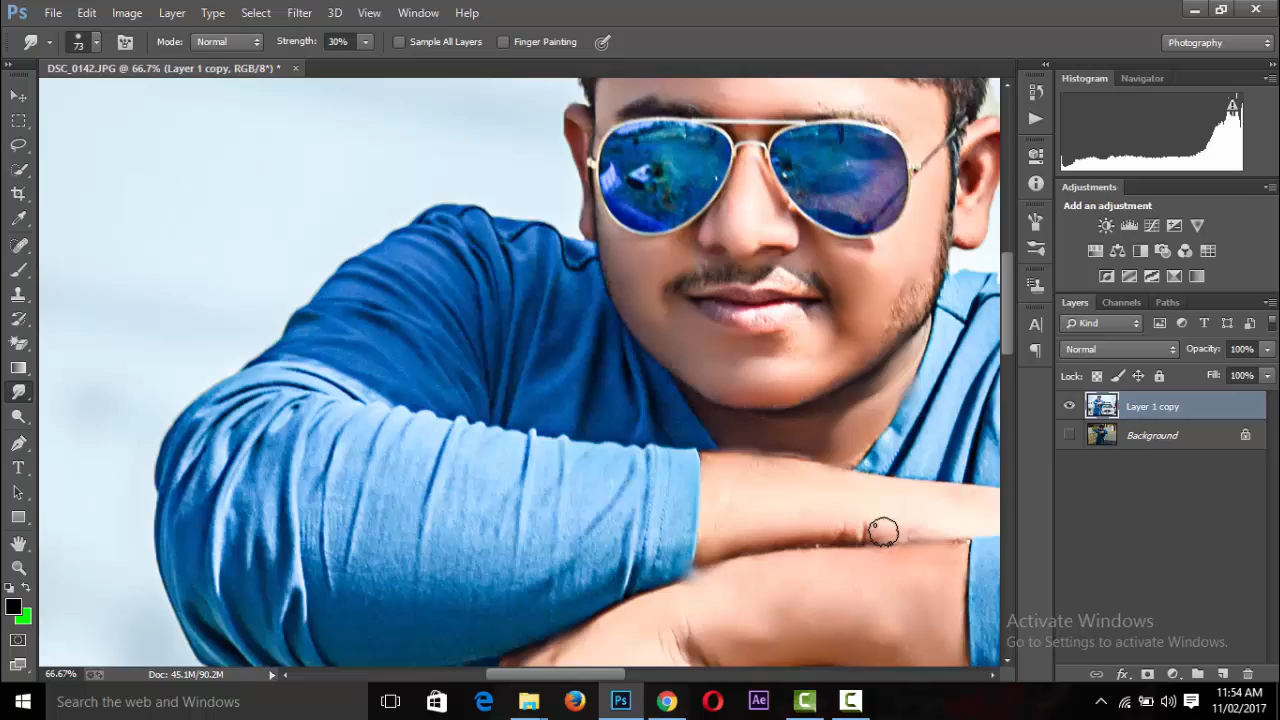 Ps File Edit Image Layer Type Select Filter 3D View Window Help
73 Mode: Normal Strength: 30% Sample All Layers Finger Painting Photography
DSC_0142.JPG @ 66.7% (Layer 1 copy, RGB/8*) * ×
Histogram Navigator
Adjustments
Add an adjustment
Layers Channels Paths
Kind
Normal Opacity: 100%
Lock: Fill: 100%
Layer 1 copy
Background
Activate Windows
Go to Settings to activate Windows.
66.67% Doc: 45.1M/90.2M
Search the web and Windows
Ps
Ae
11:54 AM
11/02/2017